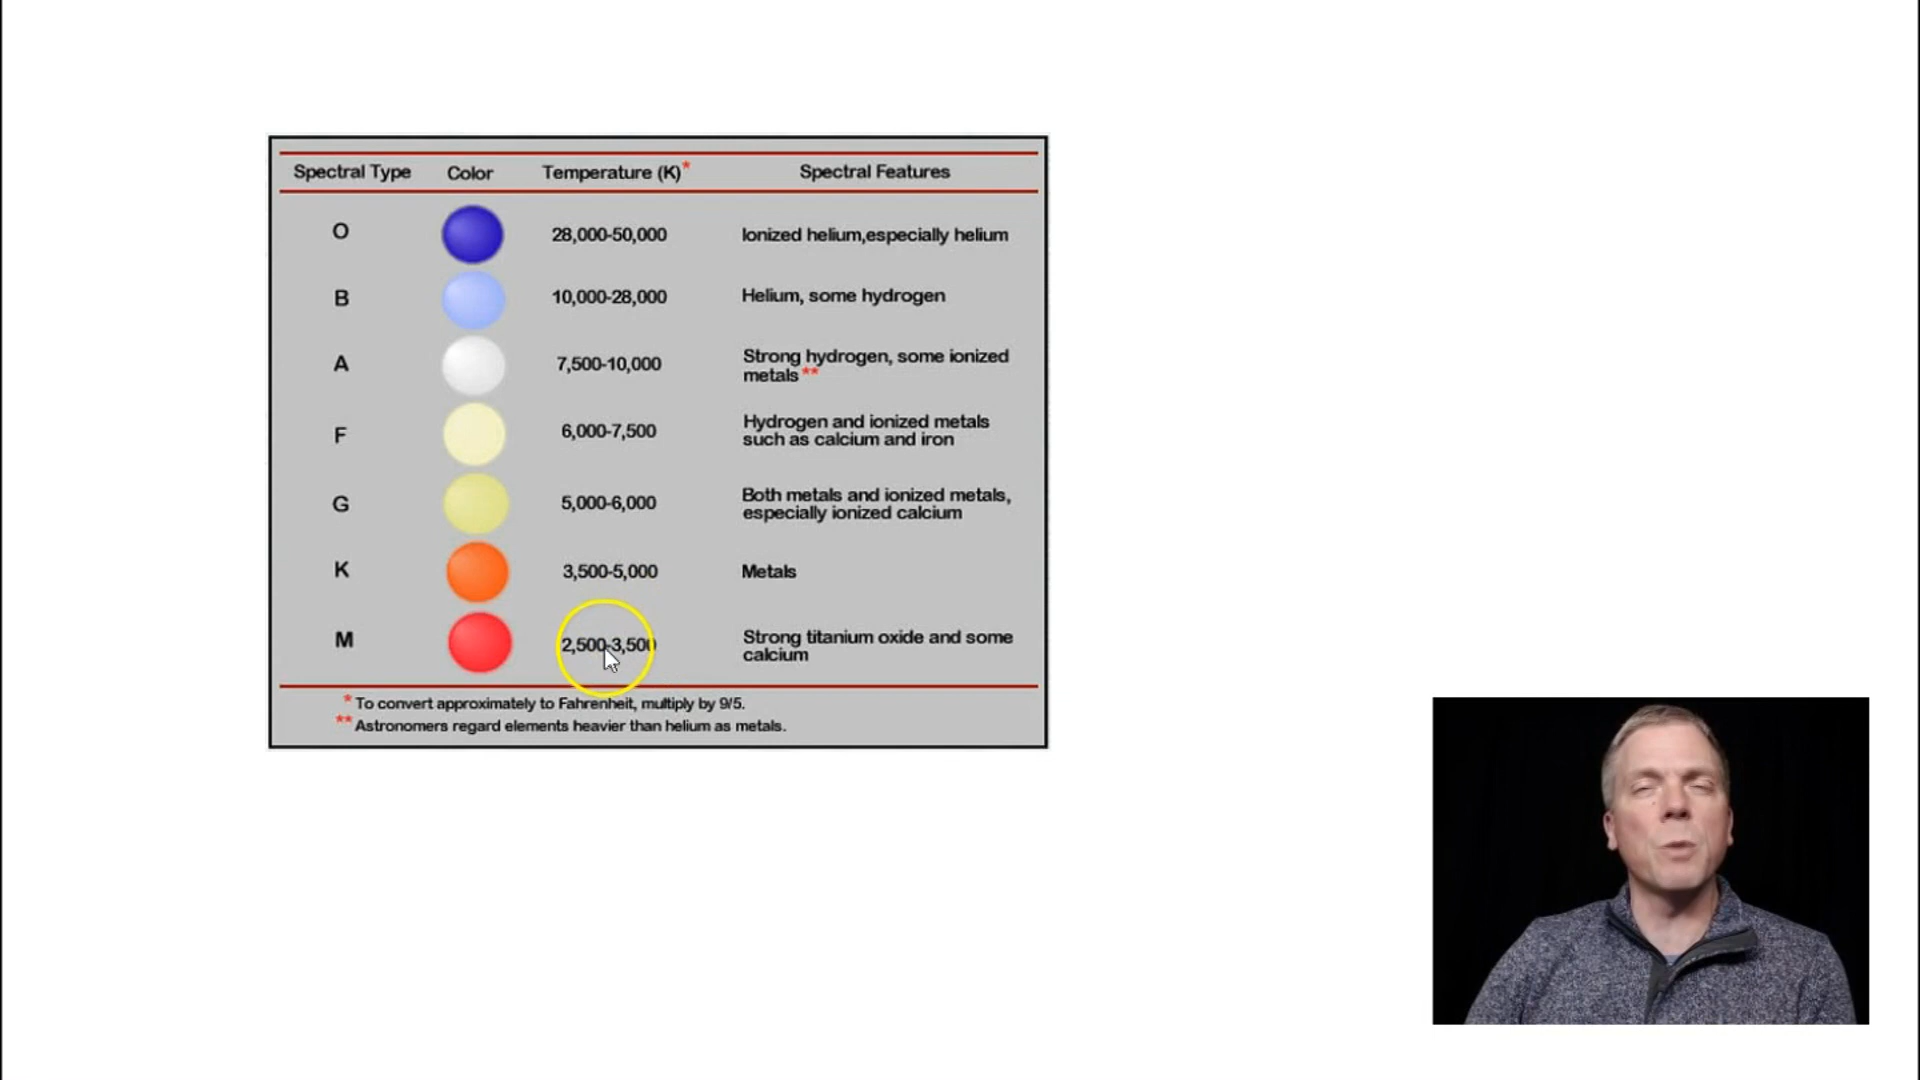 Spectral Type Color Temperature (K)* Spectral Features
O 28,000-50,000 Ionized helium,especially helium
B 10,000-28,000 Helium, some hydrogen
A 7,500-10,000 Strong hydrogen, some ionized
metals**
F 6,000-7,500 Hydrogen and ionized metals
such as calcium and iron
G 5,000-6,000 Both metals and ionized metals,
especially ionized calcium
K 3,500-5,000 Metals
M 2,500-3,500 Strong titanium oxide and some
calcium
* To convert approximately to Fahrenheit, multiply by 9/5.
** Astronomers regard elements heavier than helium as metals.